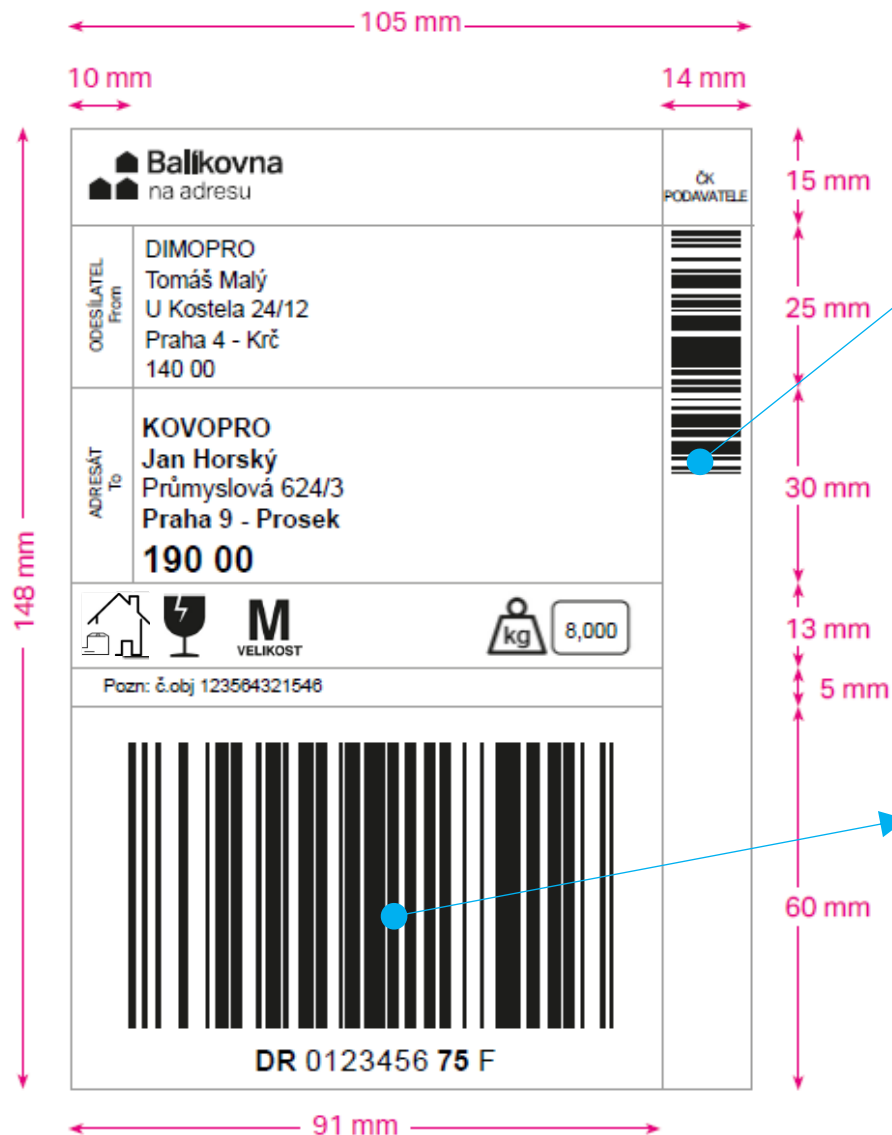 105 mm
10 mm
14 mm
Balíkovna
na adresu
ČK
PODAVATELE
15 mm
ODESÍLATEL
From
DIMOPRO
Tomáš Malý
U Kostela 24/12
Praha 4 - Krč
140 00
25 mm
ADRESÁT
To
KOVOPRO
Jan Horský
Průmyslová 624/3
Praha 9 - Prosek
190 00
30 mm
148 mm
M
VELIKOST
kg
8,000
13 mm
Pozn: č.obj 123564321546
5 mm
60 mm
DR 0123456 75 F
91 mm